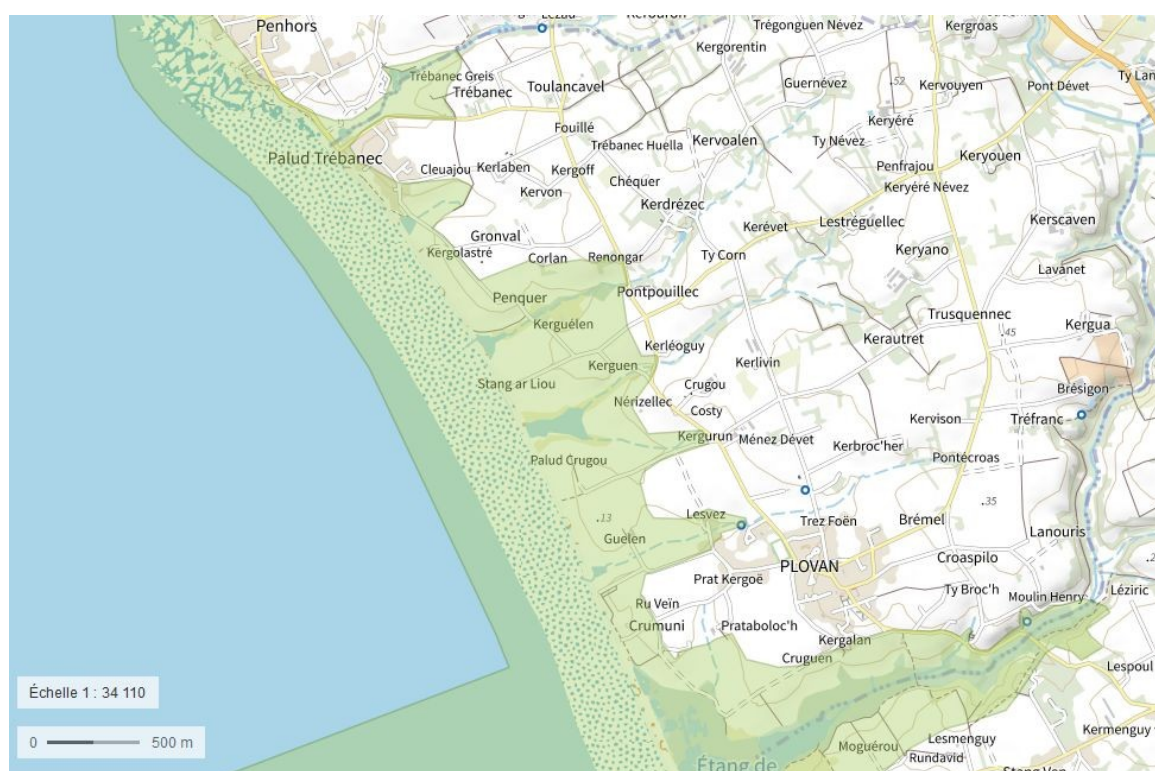 Penhors
Trégonguen Névez
Kergroas
Kergorentin
Trébanec Greis
Trébanec
Toulancavel
Guernévez
.52
Kervouyen
Pont Dévet
Fouillé
Trébanec Huella
Kervoalen
Ty Névez
Keryéré
Palud Trébanec
Cleuajou
Kerlaben
Kergoff
Penfrajou
Keryouen
Chéquer
Kervon
Keryéré Névez
Kerdrézec
Gronval
Kerévet
Lestréguellec
Kerscaven
Kergolastré
Corlan
Renongar
Ty Corn
Keryano
Lavanet
Penquer
Pontpouillec
Kerguélen
Trusquennec
Kergua
.45
Kerléoguy
Kerautret
Kerguen
Kerlivin
Stang ar Liou
Crugou
Brésigon
Nérizellec
Costy
Kervison
Tréfranc
Kergurun
Ménez Dévet
Kerbroc'her
Palud Crugou
Pontécroas
.35
Lesvez
.13
Trez Foën
Brémel
Guelen
Lanouris
PLOVAN
Croaspilo
Prat Kergoë
Ty Broc'h
Moulin Henry
Léziric
Ru Veïn
Crumuni
Prataboloc'h
Kergalan
Cruguen
Lespoul
Échelle 1 : 34 110
Kermenguy
0 500 m
Moguérou
Lesmenguy
Rundavid
Étang de